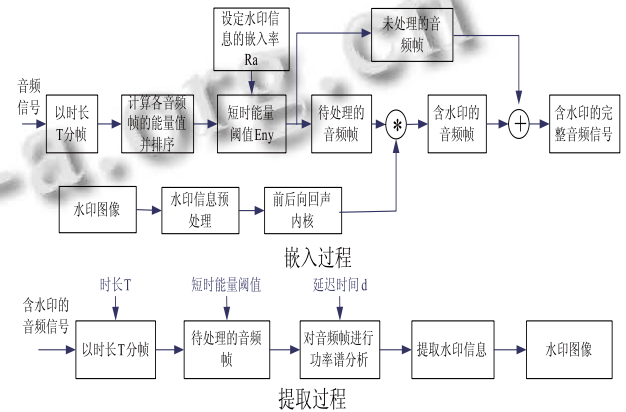 设定水印信
息的嵌入率
Ra
未处理的音
频帧
音频
信号
以时长
T分帧
计算各音频
帧的能量值
并排序
短时能量
阈值Eny
待处理的
音频帧
*
含水印的
音频帧
+
含水印的完
整音频信号
水印图像
水印信息预
处理
前后向回声
内核
嵌入过程
时长T
短时能量阈值
延迟时间d
含水印的
音频信号
以时长T分帧
待处理的音频
帧
对音频帧进行
功率谱分析
提取水印信息
水印图像
提取过程